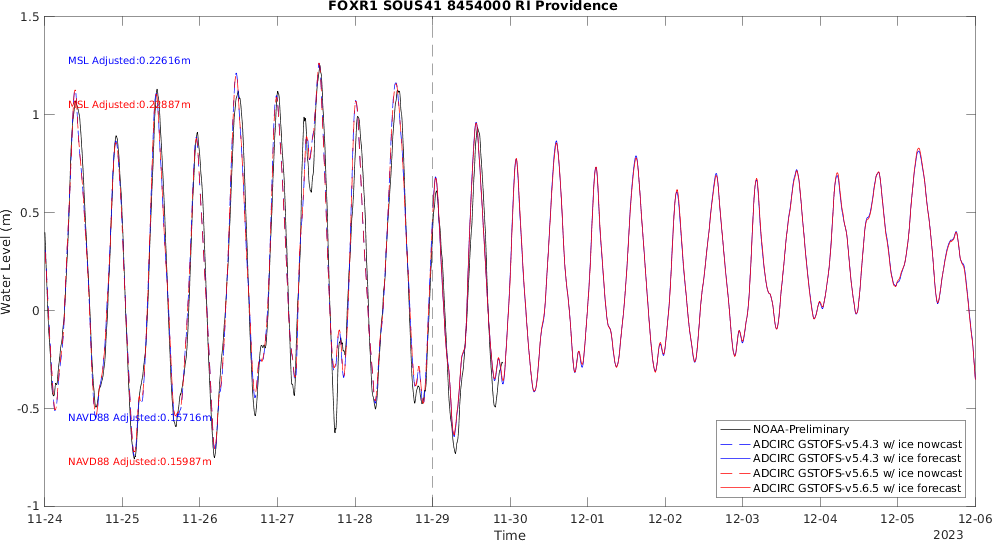 FOXR1 SOUS41 8454000 RI Providence
1.5
MSL Adjusted:0.22616m
MSL Adjusted:0.22887m
1
0.5
Water Level (m)
0
-0.5
NAVD88 Adjusted:0.15716m
NAVD88 Adjusted:0.15987m
NOAA-Preliminary
ADCIRC GSTOFS-v5.4.3 w/ ice nowcast
ADCIRC GSTOFS-v5.4.3 w/ ice forecast
ADCIRC GSTOFS-v5.6.5 w/ ice nowcast
ADCIRC GSTOFS-v5.6.5 w/ ice forecast
-1
11-24 11-25 11-26 11-27 11-28 11-29 11-30 12-01 12-02 12-03 12-04 12-05 12-06
Time
2023